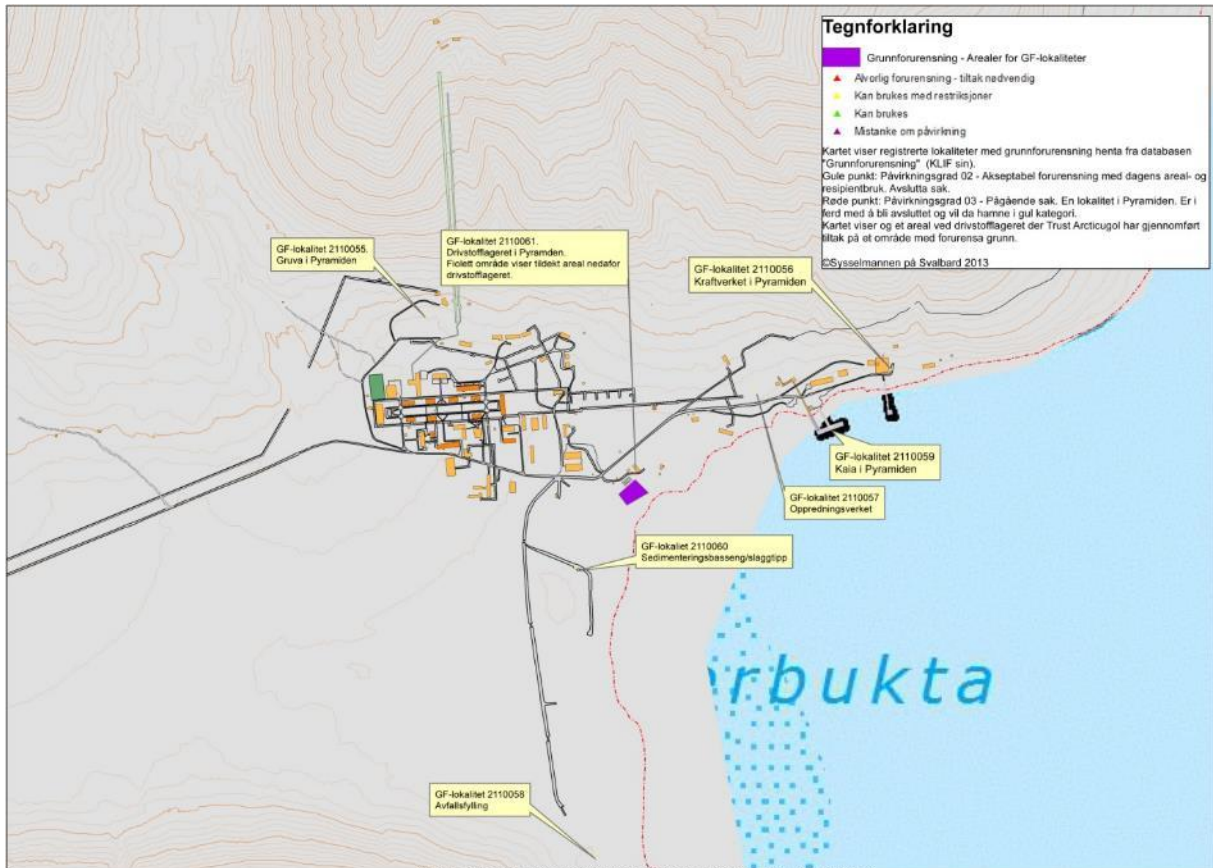 Tegnforklaring
Grunnforurensning - Arealer for GF-lokaliteter
Alvorlig forurensning - tiltak nødvendig
Kan brukes med restriksjoner
Kan brukes
Mistanke om påvirkning
Kartet viser registrerte lokaliteter med grunnforurensning henta fra databasen
"Grunnforurensning" (KLIF sin).
Gule punkt: Påvirkningsgrad 02 - Akseptabel forurensning med dagens areal- og
resipientbruk. Avslutta sak.
Røde punkt: Påvirkningsgrad 03 - Pågående sak. En lokalitet i Pyramiden. Er i
ferd med å bli avsluttet og vil da hamne i gul kategori.
Kartet viser og et areal ved drivstofflageret der Trust Arcticugol har gjennomført
tiltak på et område med forurensa grunn.
©Sysselmannen på Svalbard 2013
GF-lokalitet 2110055.
Gruva i Pyramiden
GF-lokalitet 2110061.
Drivstofflageret i Pyramden.
Fiolett område viser tildekt areal nedafor
drivstofflageret.
GF-lokalitet 2110056
Kraftverket i Pyramiden
GF-lokalitet 2110059
Kaia i Pyramiden
GF-lokalitet 2110057
Oppredningsverket
GF-lokaliet 2110060
Sedimenteringsbasseng/slaggtipp
rbukta
GF-lokalitet 2110058
Avfallsfylling